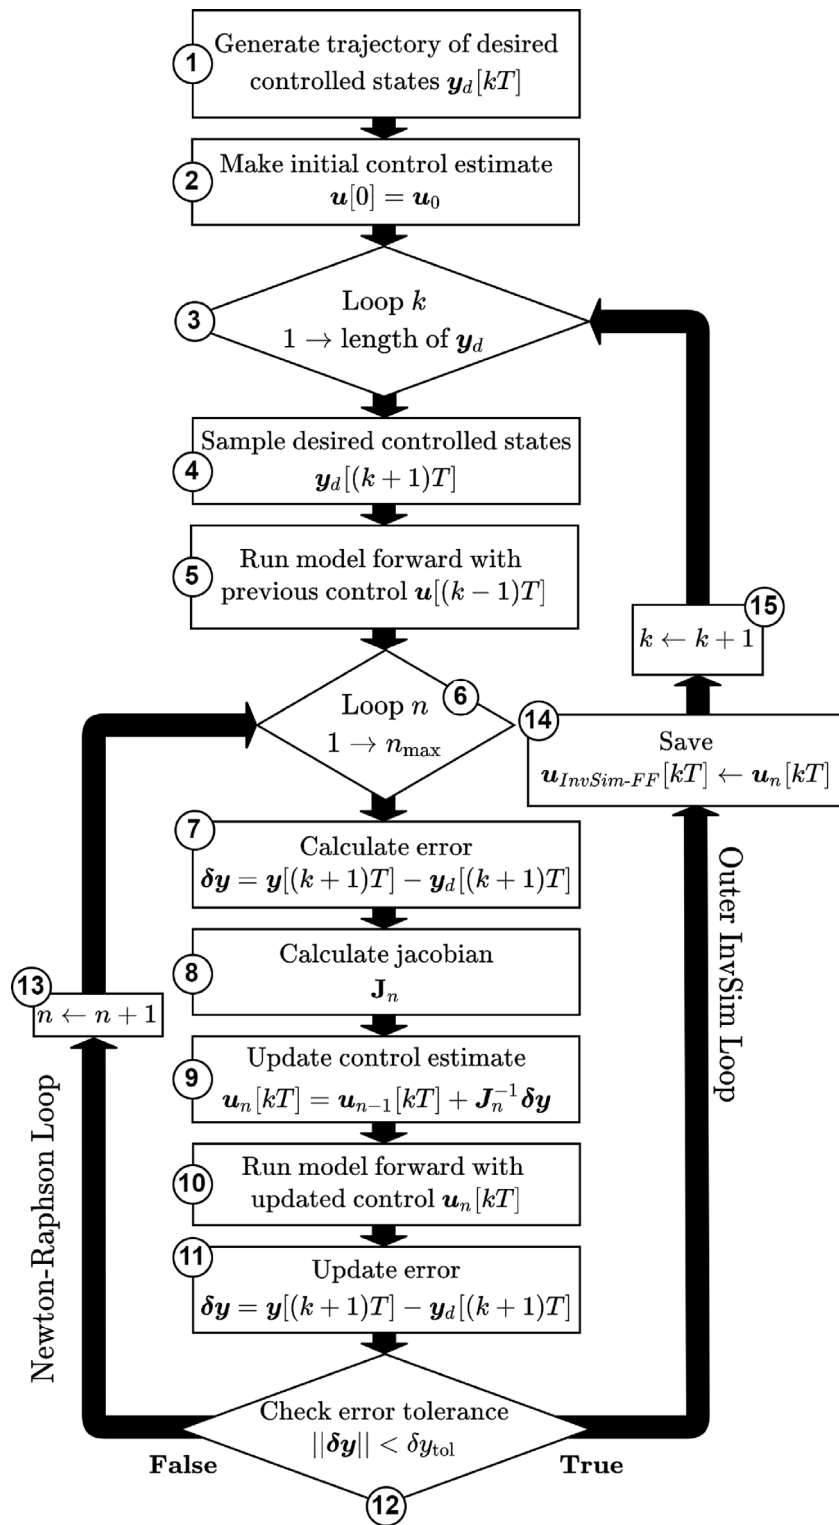 1
Generate trajectory of desired
controlled states y_d[kT]
2
Make initial control estimate
u[0] = u_0
3
Loop k
1 → length of y_d
4
Sample desired controlled states
y_d[(k + 1)T]
5
Run model forward with
previous control u[(k − 1)T]
15
k ← k + 1
6
Loop n
1 → n_max
14
Save
u_InvSim-FF[kT] ← u_n[kT]
7
Calculate error
δy = y[(k + 1)T] − y_d[(k + 1)T]
8
Calculate jacobian
J_n
13
n ← n + 1
Outer InvSim Loop
9
Update control estimate
u_n[kT] = u_{n−1}[kT] + J_n^{−1} δy
10
Run model forward with
updated control u_n[kT]
Newton-Raphson Loop
11
Update error
δy = y[(k + 1)T] − y_d[(k + 1)T]
Check error tolerance
||δy|| < δy_tol
False
True
12